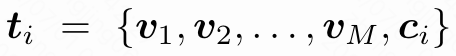 t_i = {v_1, v_2, ..., v_M, c_i}